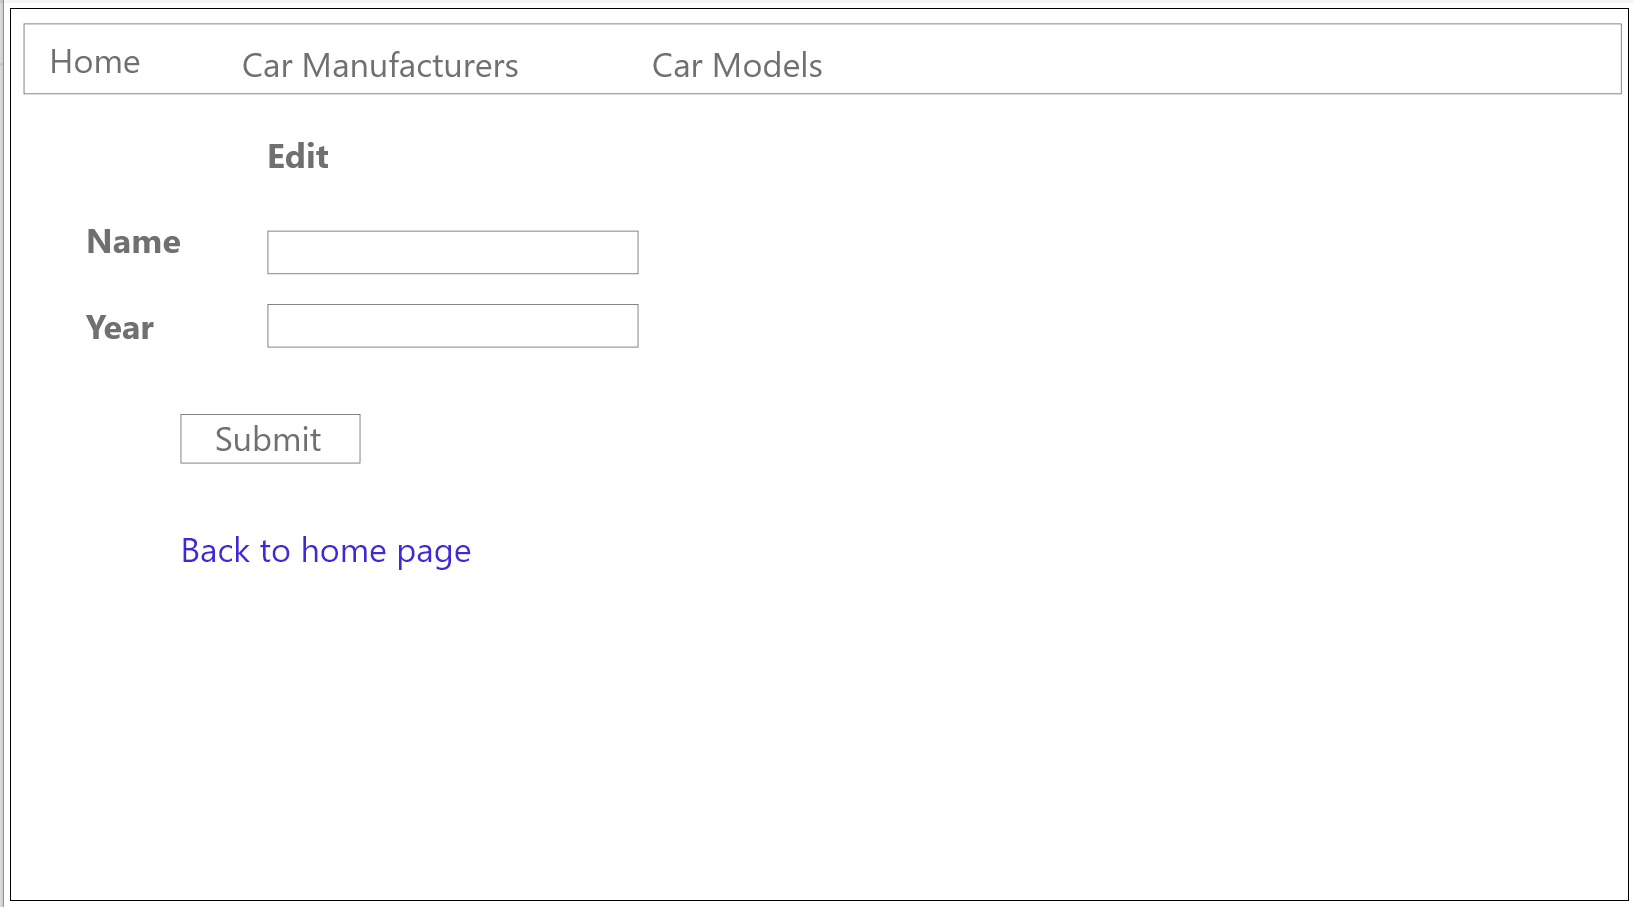 Home Car Manufacturers Car Models
Edit
Name
Year
Submit
Back to home page